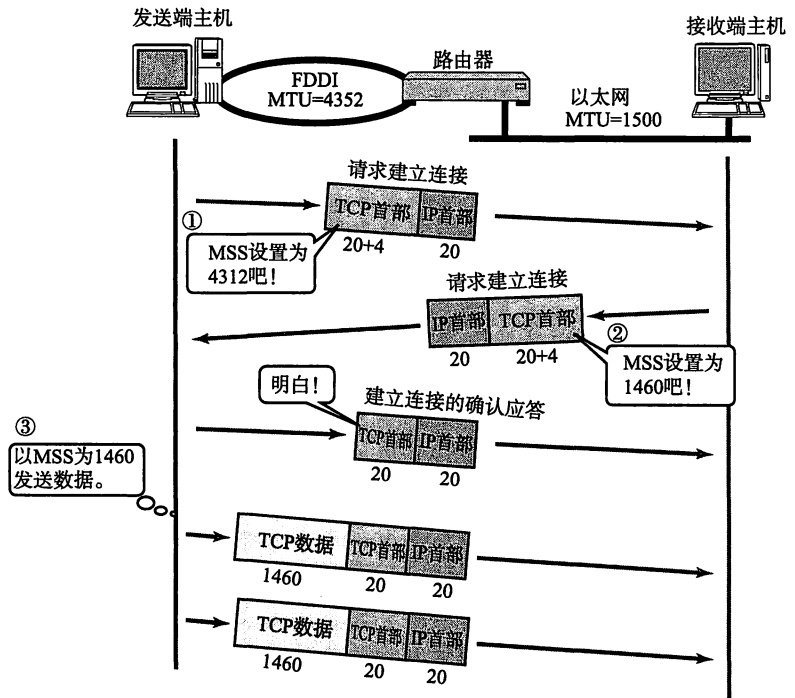 发送端主机
接收端主机
路由器
FDDI
MTU=4352
以太网
MTU=1500
请求建立连接
TCP首部 IP首部
20+4 20
①
MSS设置为
4312吧！
请求建立连接
IP首部 TCP首部
20 20+4
②
MSS设置为
1460吧！
明白！
建立连接的确认应答
TCP首部 IP首部
20 20
③
以MSS为1460
发送数据。
TCP数据 TCP首部 IP首部
1460 20 20
TCP数据 TCP首部 IP首部
1460 20 20